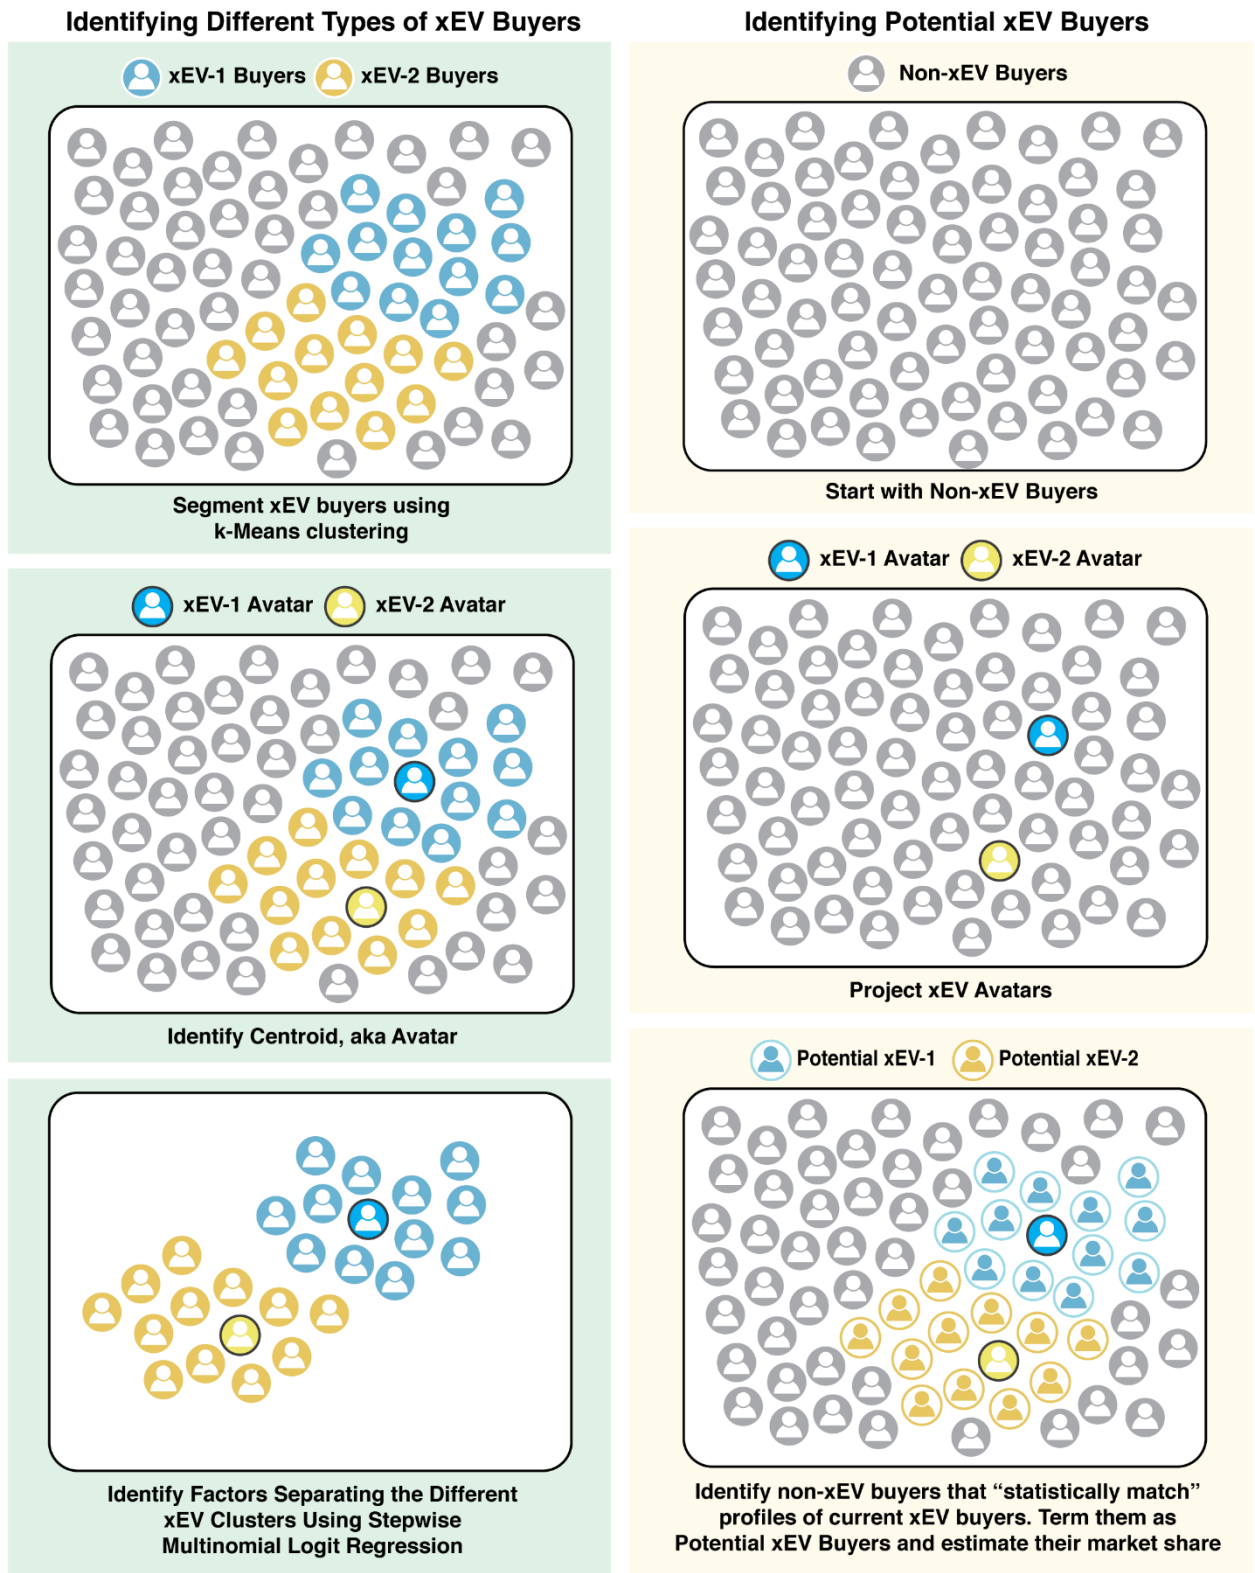 Identifying Different Types of xEV Buyers
xEV-1 Buyers
xEV-2 Buyers
Segment xEV buyers using
k-Means clustering
xEV-1 Avatar
xEV-2 Avatar
Identify Centroid, aka Avatar
Identify Factors Separating the Different
xEV Clusters Using Stepwise
Multinomial Logit Regression
Identifying Potential xEV Buyers
Non-xEV Buyers
Start with Non-xEV Buyers
xEV-1 Avatar
xEV-2 Avatar
Project xEV Avatars
Potential xEV-1
Potential xEV-2
Identify non-xEV buyers that “statistically match”
profiles of current xEV buyers. Term them as
Potential xEV Buyers and estimate their market share